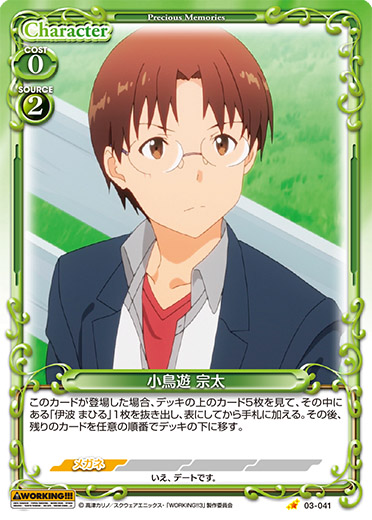 Precious Memories
Character
COST
0
SOURCE
2
小鳥遊 宗太
このカードが登場した場合、デッキの上のカード5枚を見て、その中に
ある「伊波 まひる」1枚を抜き出し、表にしてから手札に加える。その後、
残りのカードを任意の順番でデッキの下に移す。
メガネ
いえ、デートです。
WORKING!!!
03-041
© 高津カリノ/スクウェアエニックス・「WORKING!!3」製作委員会